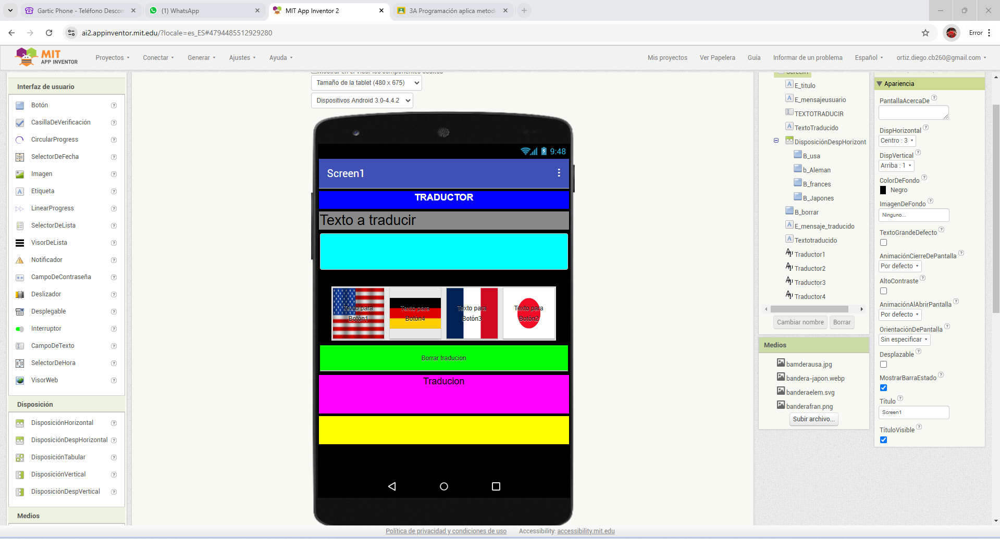 Gartic Phone - Teléfono Descon
(1) WhatsApp
MIT App Inventor 2
3A Programación aplica metod
ai2.appinventor.mit.edu/?locale=es_ES#4794485512929280
Error
MIT
APP INVENTOR
Proyectos
Conectar
Generar
Ajustes
Ayuda
Mis proyectos
Ver Papelera
Guía
Informar de un problema
Español
ortiz.diego.cb260@gmail.com
Interfaz de usuario
Botón
CasillaDeVerificación
CircularProgress
SelectorDeFecha
Imagen
Etiqueta
LinearProgress
SelectorDeLista
VisorDeLista
Notificador
CampoDeContraseña
Deslizador
Desplegable
Interruptor
CampoDeTexto
SelectorDeHora
VisorWeb
Disposición
DisposiciónHorizontal
DisposiciónDespHorizontal
DisposiciónTabular
DisposiciónVertical
DisposiciónDespVertical
Medios
Mostrar en el Visor los componentes ocultos
Tamaño de la tablet (480 x 675)
Dispositivos Android 3.0-4.4.2
9:48
Screen1
TRADUCTOR
Texto a traducir
Texto para Botón1
Texto para Botón4
Texto para Botón3
Texto para Botón2
Borrar traducion
Traducion
Screen1
E_titulo
E_mensajeusuario
TEXTOTRADUCIR
TextoTraducido
DisposiciónDespHorizont
B_usa
b_Aleman
B_frances
B_Japones
B_borrar
E_mensaje_traducido
Textotraducido
Traductor1
Traductor2
Traductor3
Traductor4
Cambiar nombre
Borrar
Medios
bamderausa.jpg
bandera-japon.webp
banderaelem.svg
banderafran.png
Subir archivo...
Apariencia
PantallaAcercaDe
DispHorizontal
Centro : 3
DispVertical
Arriba : 1
ColorDeFondo
Negro
ImagenDeFondo
Ninguno...
TextoGrandeDefecto
AnimaciónCierreDePantalla
Por defecto
AltoContraste
AnimaciónAlAbrirPantalla
Por defecto
OrientaciónDePantalla
Sin especificar
Desplazable
MostrarBarraEstado
Título
Screen1
TítuloVisible
Política de privacidad y condiciones de uso
Accessibility: accessibility.mit.edu